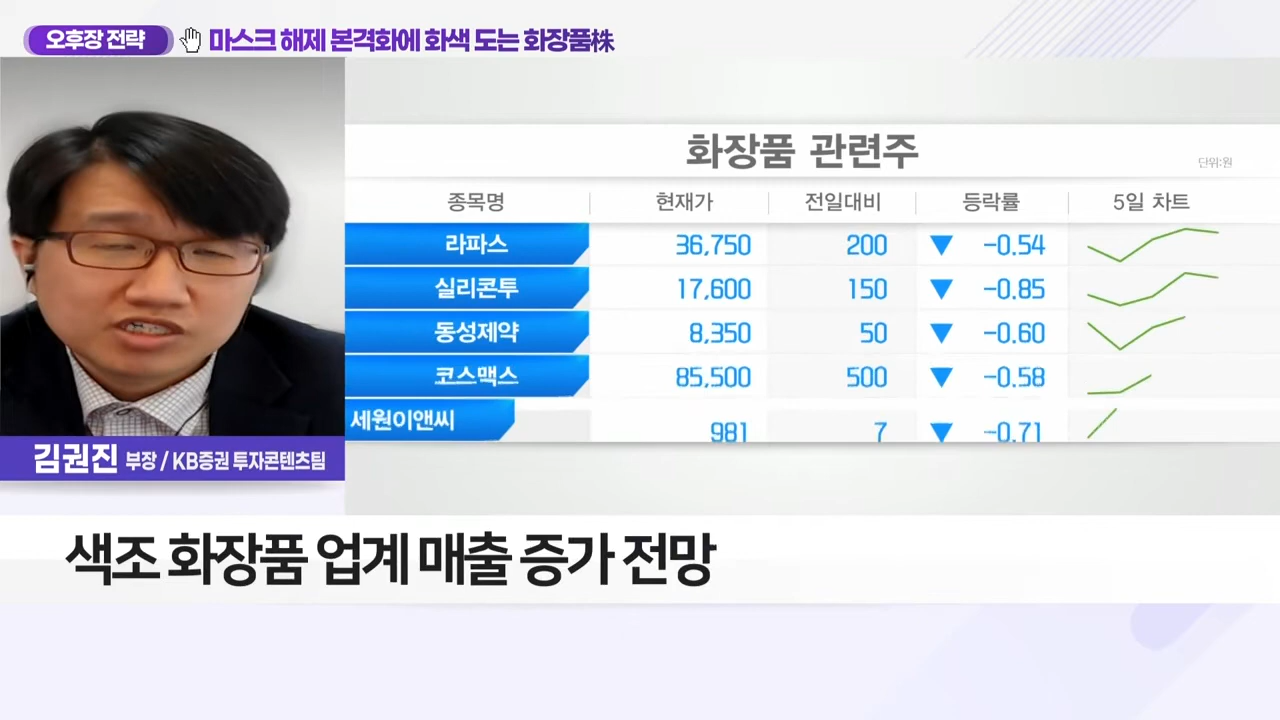 오후장 전략 마스크 해제 본격화에 화색 도는 화장품株
화장품 관련주
단위:원
종목명 현재가 전일대비 등락률 5일 차트
라파스 36,750 200 ▼ -0.54
실리콘투 17,600 150 ▼ -0.85
동성제약 8,350 50 ▼ -0.60
코스맥스 85,500 500 ▼ -0.58
세원이앤씨 981 7 ▼ -0.71
김권진 부장 / KB증권 투자콘텐츠팀
색조 화장품 업계 매출 증가 전망